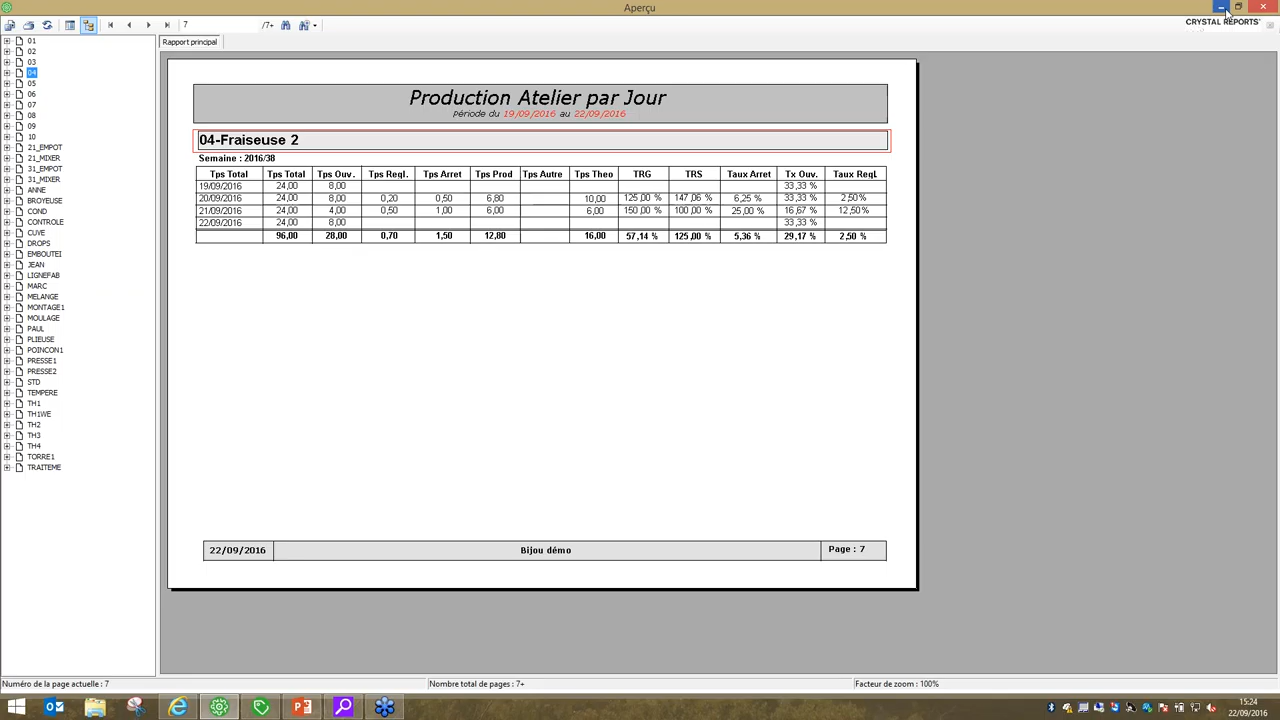 Aperçu
7
/7+
CRYSTAL REPORTS
Rapport principal
01
02
03
04
05
06
07
08
09
10
21_EMPOT
21_MIXER
31_EMPOT
31_MIXER
ANNE
BROYEUSE
COND
CONTROLE
CUVE
DROPS
EMBOUTEI
JEAN
LIGNEFAB
MARC
MELANGE
MONTAGE1
MOULAGE
PAUL
PLIEUSE
POINCON1
PRESSE1
PRESSE2
STD
TEMPERE
TH1
TH1WE
TH2
TH3
TH4
TORRE1
TRAITEME
Production Atelier par Jour
Période du 19/09/2016 au 22/09/2016
04-Fraiseuse 2
Semaine : 2016/38
Tps Total Tps Total Tps Ouv. Tps Regl. Tps Arret Tps Prod Tps Autre Tps Theo TRG TRS Taux Arret Tx Ouv. Taux Regl.
19/09/2016 24,00 8,00 33,33 %
20/09/2016 24,00 8,00 0,20 0,50 6,80 10,00 125,00 % 147,06 % 6,25 % 33,33 % 2,50%
21/09/2016 24,00 4,00 0,50 1,00 6,00 6,00 150,00 % 100,00 % 25,00 % 16,67 % 12,50%
22/09/2016 24,00 8,00 33,33 %
96,00 28,00 0,70 1,50 12,80 16,00 57,14 % 125,00 % 5,36 % 29,17 % 2,50 %
22/09/2016 Bijou démo Page : 7
Numéro de la page actuelle : 7 Nombre total de pages : 7+ Facteur de zoom : 100%
15:24
22/09/2016